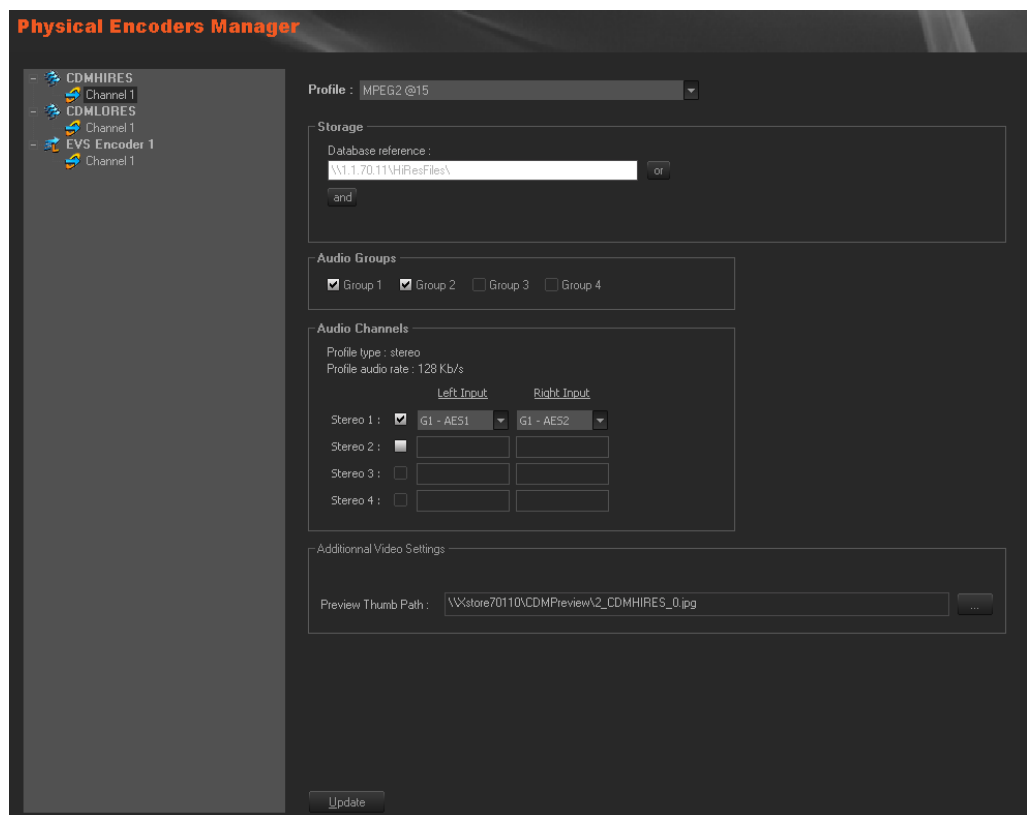 Physical Encoders Manager
CDMHIRES
Channel 1
CDMLORES
Channel 1
EVS Encoder 1
Channel 1
Profile : MPEG2 @15
Storage
Database reference :
\\1.1.70.11\HiResFiles\ or
and
Audio Groups
Group 1 Group 2 Group 3 Group 4
Audio Channels
Profile type : stereo
Profile audio rate : 128 Kb/s
Left Input Right Input
Stereo 1 : G1 - AES1 G1 - AES2
Stereo 2 :
Stereo 3 :
Stereo 4 :
Additionnal Video Settings
Preview Thumb Path : \\Xstore70110\CDMPreview\2_CDMHIRES_0.jpg ...
Update